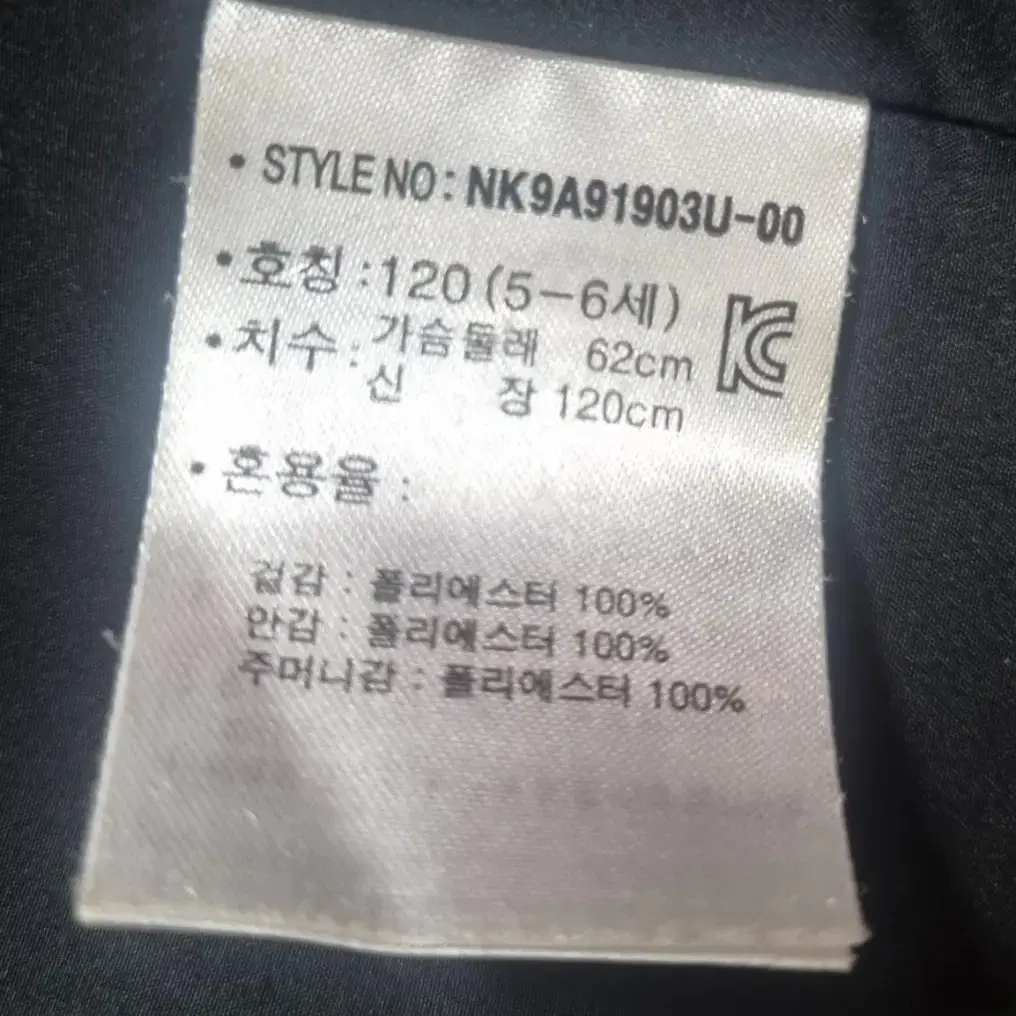 • STYLE NO : NK9A91903U-00
• 호칭 : 120 (5-6세)
• 치수 : 가슴둘레 62cm
신 장 120cm
• 혼용율 :
겉감 : 폴리에스터 100%
안감 : 폴리에스터 100%
주머니감 : 폴리에스터 100%